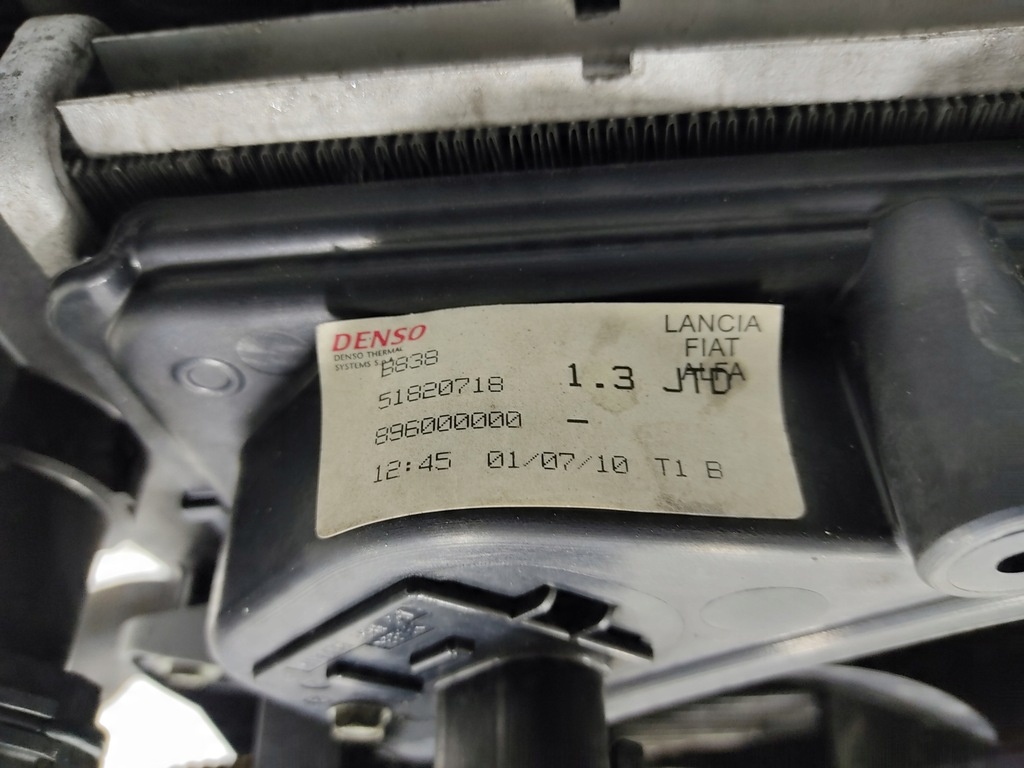 DENSO
DENSO THERMAL
SYSTEMS S.p.A.
B838
51820718
896000000 -
12:45 01/07/10 T1 B
1.3 JTD
LANCIA
FIAT
ALFA